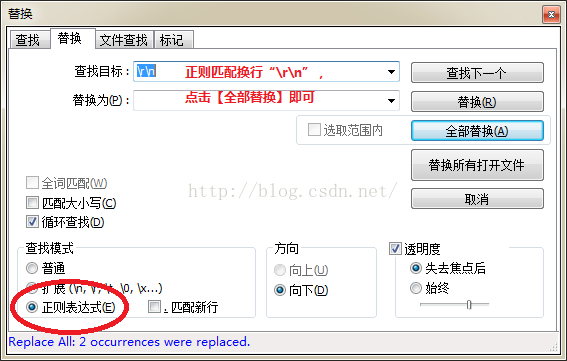 替换
查找 替换 文件查找 标记
查找目标： \r\n 正则匹配换行“\r\n”，
替换为(P)： 点击【全部替换】即可
查找下一个
替换(R)
选取范围内 全部替换(A)
替换所有打开文件
取消
全词匹配(W)
匹配大小写(C)
循环查找(D)
http://blog.csdn.net/
查找模式
普通
扩展 (\n, \r, \t, \0, \x...)
正则表达式(E) . 匹配新行
方向
向上(U)
向下(D)
透明度
失去焦点后
始终
Replace All: 2 occurrences were replaced.